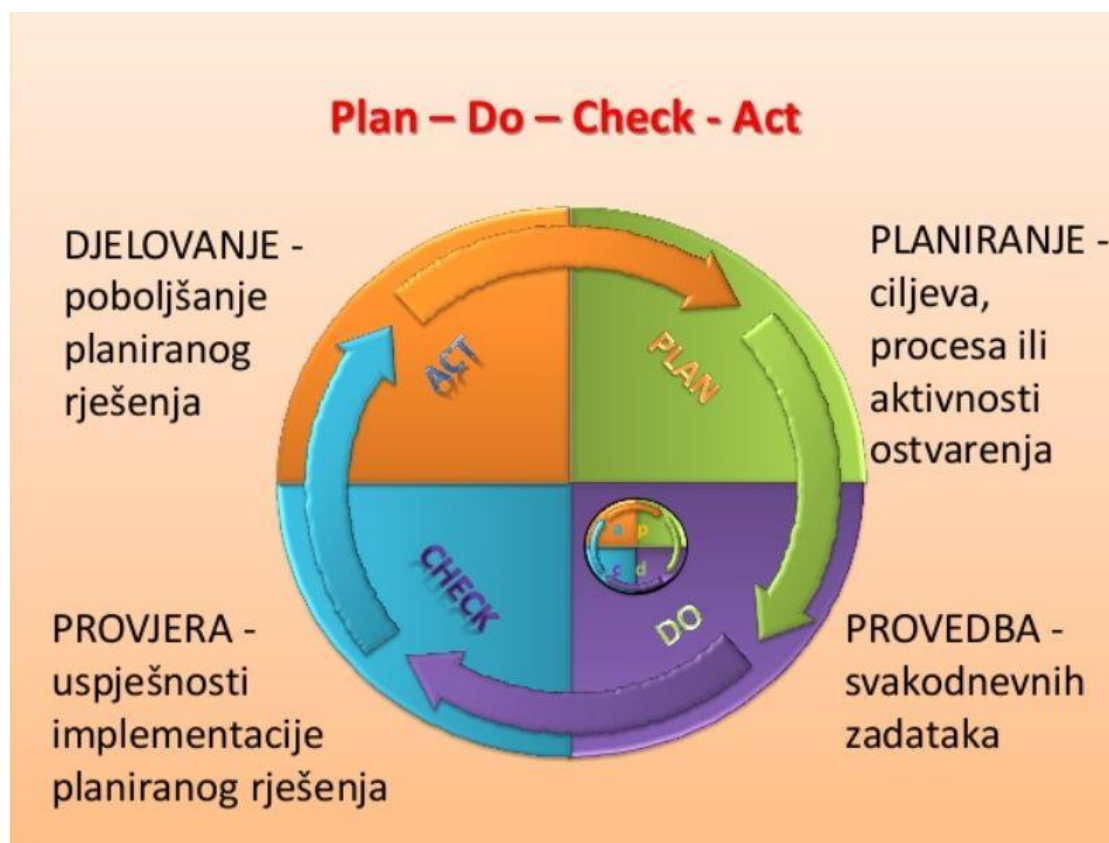 Plan – Do – Check - Act
DJELOVANJE -
poboljšanje
planiranog
rješenja
PLANIRANJE -
ciljeva,
procesa ili
aktivnosti
ostvarenja
ACT
PLAN
CHECK
DO
a p
c d
PROVJERA -
uspješnosti
implementacije
planiranog rješenja
PROVEDBA -
svakodnevnih
zadataka